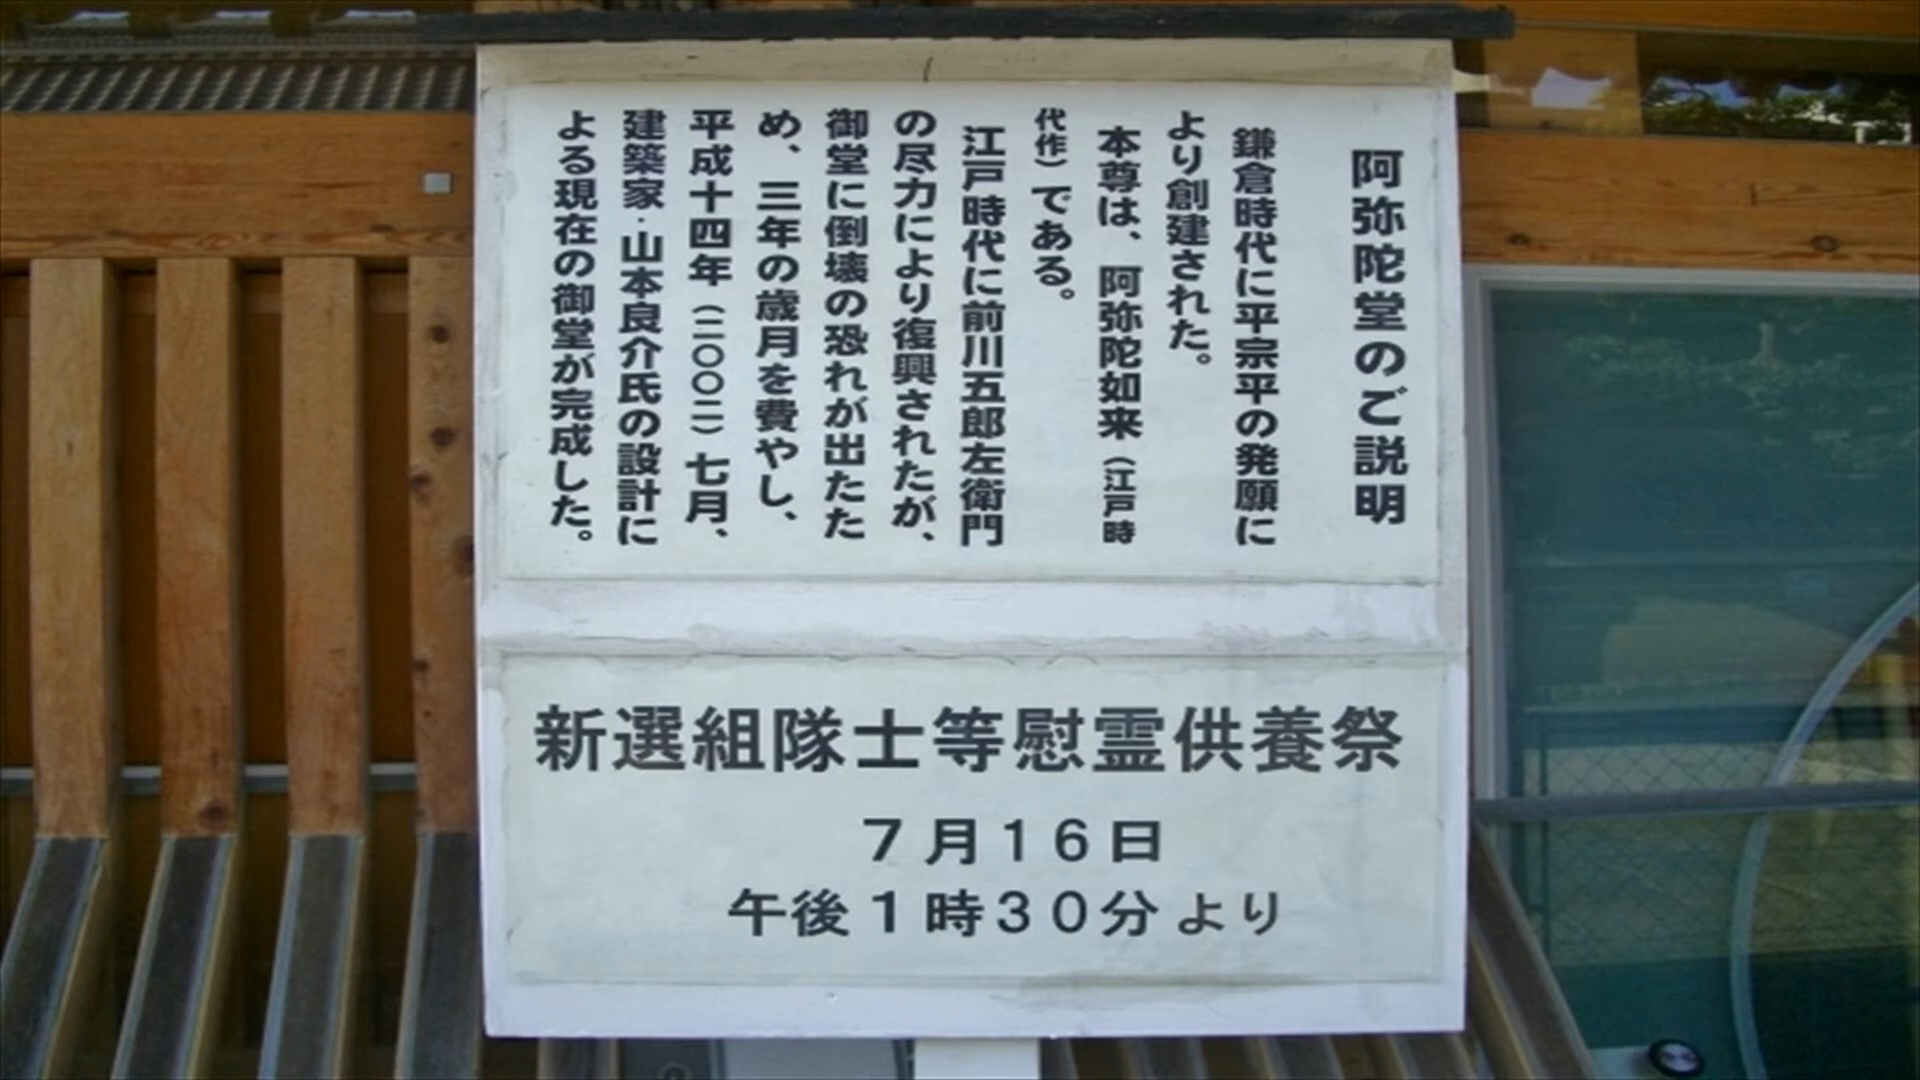 阿弥陀堂のご説明
鎌倉時代に平宗平の発願に
より創建された。
本尊は、阿弥陀如来（江戸時
代作）である。
江戸時代に前川五郎左衛門
の尽力により復興されたが、
御堂に倒壊の恐れが出たた
め、三年の歳月を費やし、
平成十四年（二〇〇二）七月、
建築家・山本良介氏の設計に
よる現在の御堂が完成した。
新選組隊士等慰霊供養祭
７月１６日
午後１時３０分より